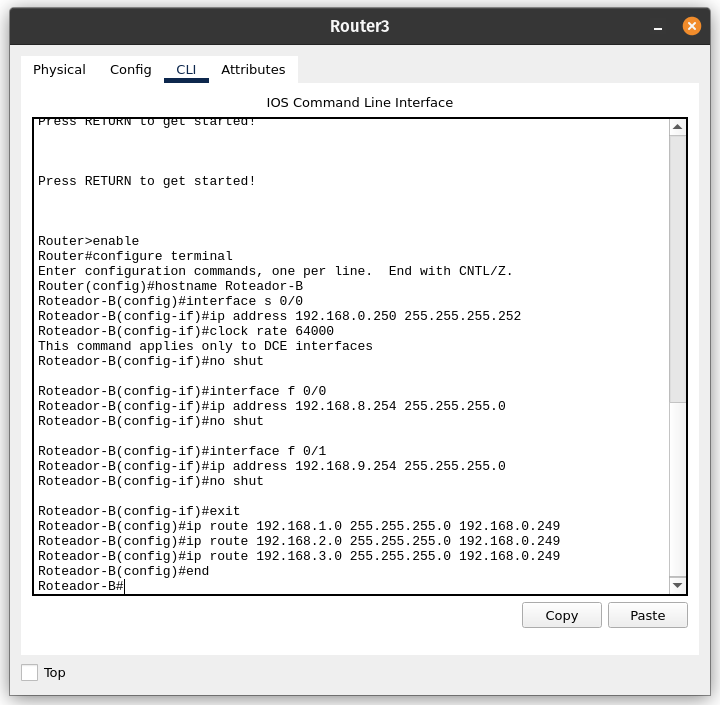 Router3
Physical Config CLI Attributes
IOS Command Line Interface
Press RETURN to get started!
Press RETURN to get started!
Router>enable
Router#configure terminal
Enter configuration commands, one per line.  End with CNTL/Z.
Router(config)#hostname Roteador-B
Roteador-B(config)#interface s 0/0
Roteador-B(config-if)#ip address 192.168.0.250 255.255.255.252
Roteador-B(config-if)#clock rate 64000
This command applies only to DCE interfaces
Roteador-B(config-if)#no shut
Roteador-B(config-if)#interface f 0/0
Roteador-B(config-if)#ip address 192.168.8.254 255.255.255.0
Roteador-B(config-if)#no shut
Roteador-B(config-if)#interface f 0/1
Roteador-B(config-if)#ip address 192.168.9.254 255.255.255.0
Roteador-B(config-if)#no shut
Roteador-B(config-if)#exit
Roteador-B(config)#ip route 192.168.1.0 255.255.255.0 192.168.0.249
Roteador-B(config)#ip route 192.168.2.0 255.255.255.0 192.168.0.249
Roteador-B(config)#ip route 192.168.3.0 255.255.255.0 192.168.0.249
Roteador-B(config)#end
Roteador-B#
Copy Paste
Top